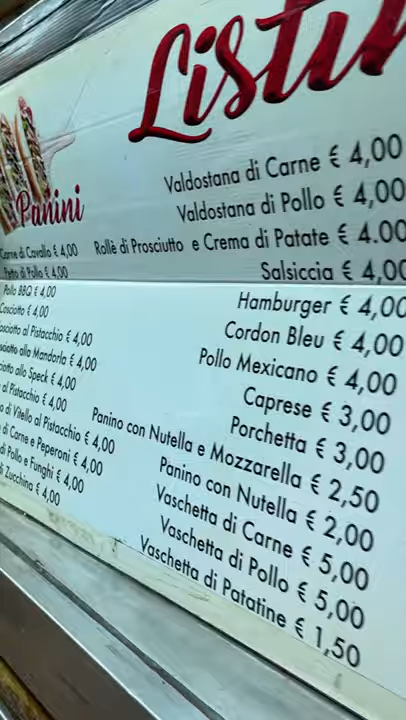 Listi
Panini
Carne di Cavallo € 4,00
Petto di Pollo € 4,00
Pollo BBQ € 4,00
Casciotto € 4,00
al Pistacchio € 4,00
alla Mandorla € 4,00
allo Speck € 4,00
al Pistacchio € 4,00
di Vitello al Pistacchio € 4,00
di Carne e Peperoni € 4,00
di Pollo e Funghi € 4,00
Zucchina € 4,00
Valdostana di Carne € 4,00
Valdostana di Pollo € 4,00
Rollè di Prosciutto e Crema di Patate € 4.00
Salsiccia € 4,00
Hamburger € 4,00
Cordon Bleu € 4,00
Pollo Mexicano € 4,00
Caprese € 3,00
Porchetta € 3,00
Panino con Nutella e Mozzarella € 2,50
Panino con Nutella € 2,00
Vaschetta di Carne € 5,00
Vaschetta di Pollo € 5,00
Vaschetta di Patatine € 1,50